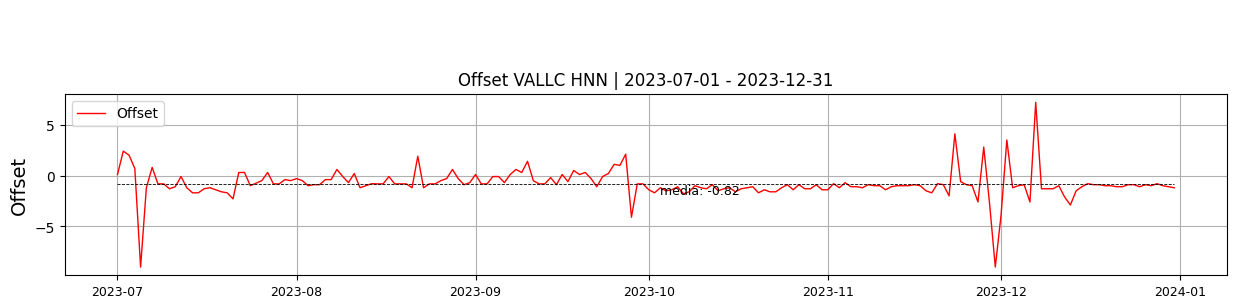 Offset VALLC HNN | 2023-07-01 - 2023-12-31
Offset
Offset
5
0
−5
media: -0.82
2023-07
2023-08
2023-09
2023-10
2023-11
2023-12
2024-01